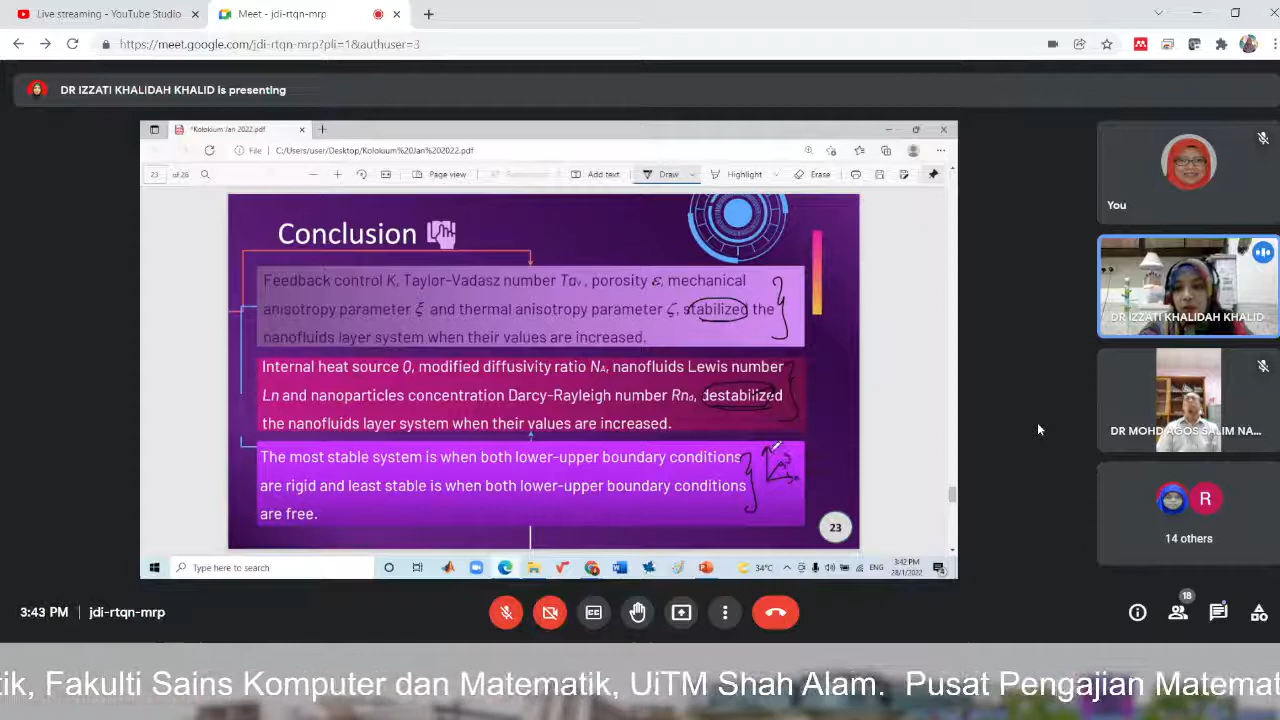 Live streaming - YouTube Studio
Meet - jdi-rtqn-mrp
https://meet.google.com/jdi-rtqn-mrp?pli=1&authuser=3
DR IZZATI KHALIDAH KHALID is presenting
*Kolokium Jan 2022.pdf
File
C:/Users/user/Desktop/Kolokium%20Jan%202022.pdf
23 of 26
Page view
Add text
Draw
Highlight
Erase
Conclusion
Feedback control K, Taylor-Vadasz number Tav, porosity ε, mechanical
anisotropy parameter ξ and thermal anisotropy parameter ζ, stabilized the
nanofluids layer system when their values are increased.
Internal heat source Q, modified diffusivity ratio NA, nanofluids Lewis number
Ln and nanoparticles concentration Darcy-Rayleigh number Rnd, destabilized
the nanofluids layer system when their values are increased.
The most stable system is when both lower-upper boundary conditions
are rigid and least stable is when both lower-upper boundary conditions
are free.
23
Type here to search
34°C
ENG
3:42 PM
28/1/2022
You
DR IZZATI KHALIDAH KHALID
DR MOHD AGOS SALIM NA...
R
14 others
3:43 PM
jdi-rtqn-mrp
18
tik, Fakulti Sains Komputer dan Matematik, UiTM Shah Alam. Pusat Pengajian Matemat